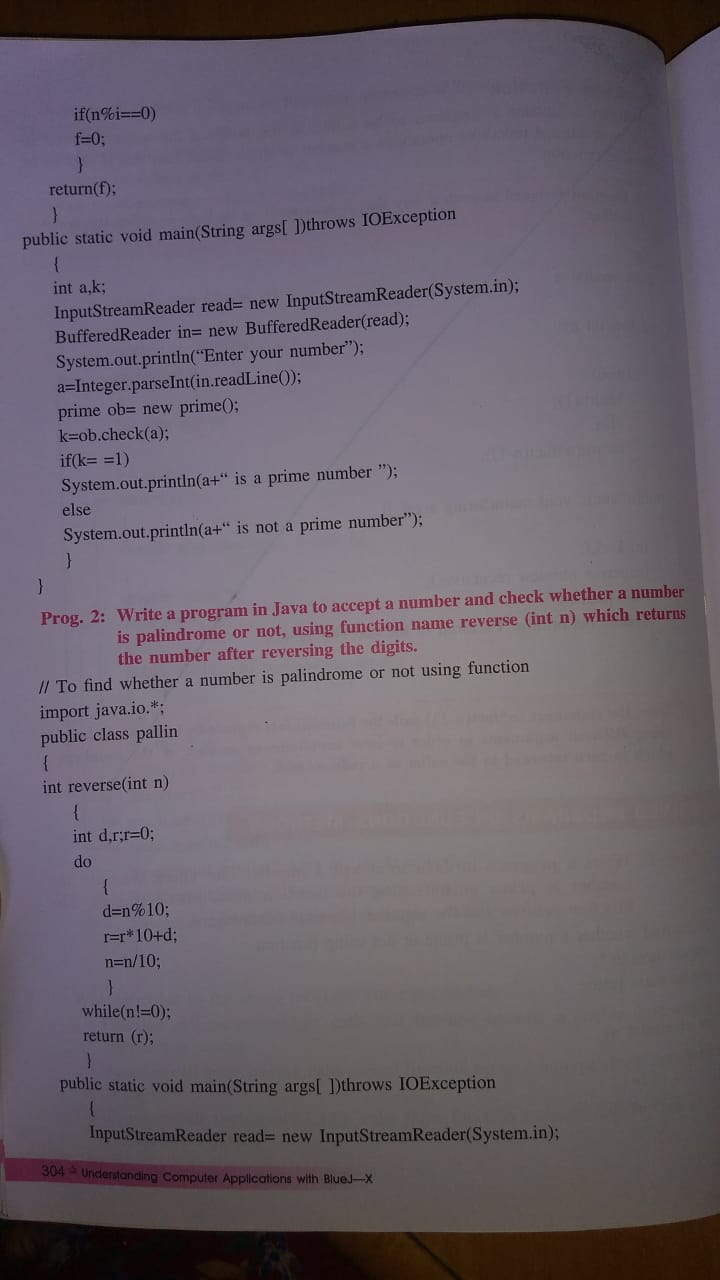 if(n%i==0)
f=0;
}
return(f);
}
public static void main(String args[ ])throws IOException
{
int a,k;
InputStreamReader read= new InputStreamReader(System.in);
BufferedReader in= new BufferedReader(read);
System.out.println(“Enter your number”);
a=Integer.parseInt(in.readLine());
prime ob= new prime();
k=ob.check(a);
if(k= =1)
System.out.println(a+“ is a prime number ”);
else
System.out.println(a+“ is not a prime number”);
}
}
Prog. 2: Write a program in Java to accept a number and check whether a number
is palindrome or not, using function name reverse (int n) which returns
the number after reversing the digits.
// To find whether a number is palindrome or not using function
import java.io.*;
public class pallin
{
int reverse(int n)
{
int d,r;r=0;
do
{
d=n%10;
r=r*10+d;
n=n/10;
}
while(n!=0);
return (r);
}
public static void main(String args[ ])throws IOException
{
InputStreamReader read= new InputStreamReader(System.in);
304 ☆ Understanding Computer Applications with BlueJ—X